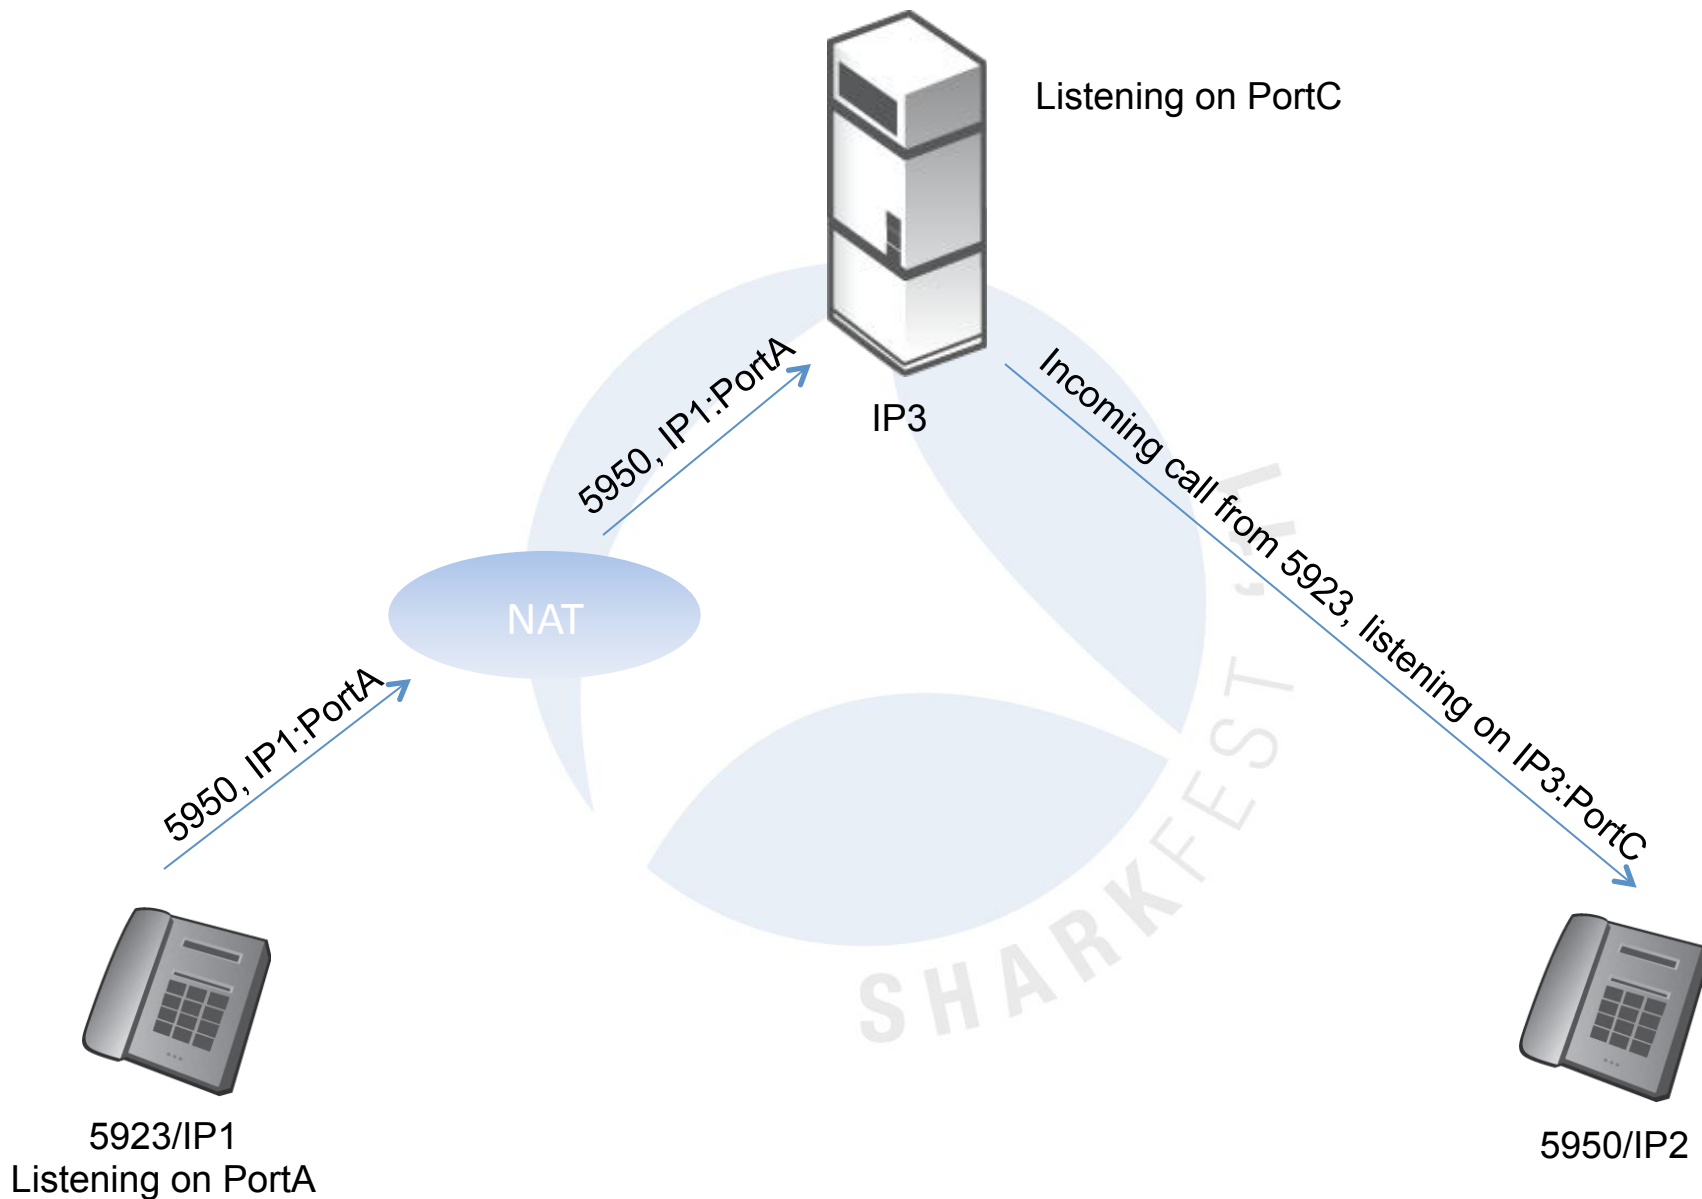 Listening on PortC
IP3
5950, IP1:PortA
Incoming call from 5923, listening on IP3:PortC
NAT
5950, IP1:PortA
SHARKFEST
5923/IP1
Listening on PortA
5950/IP2